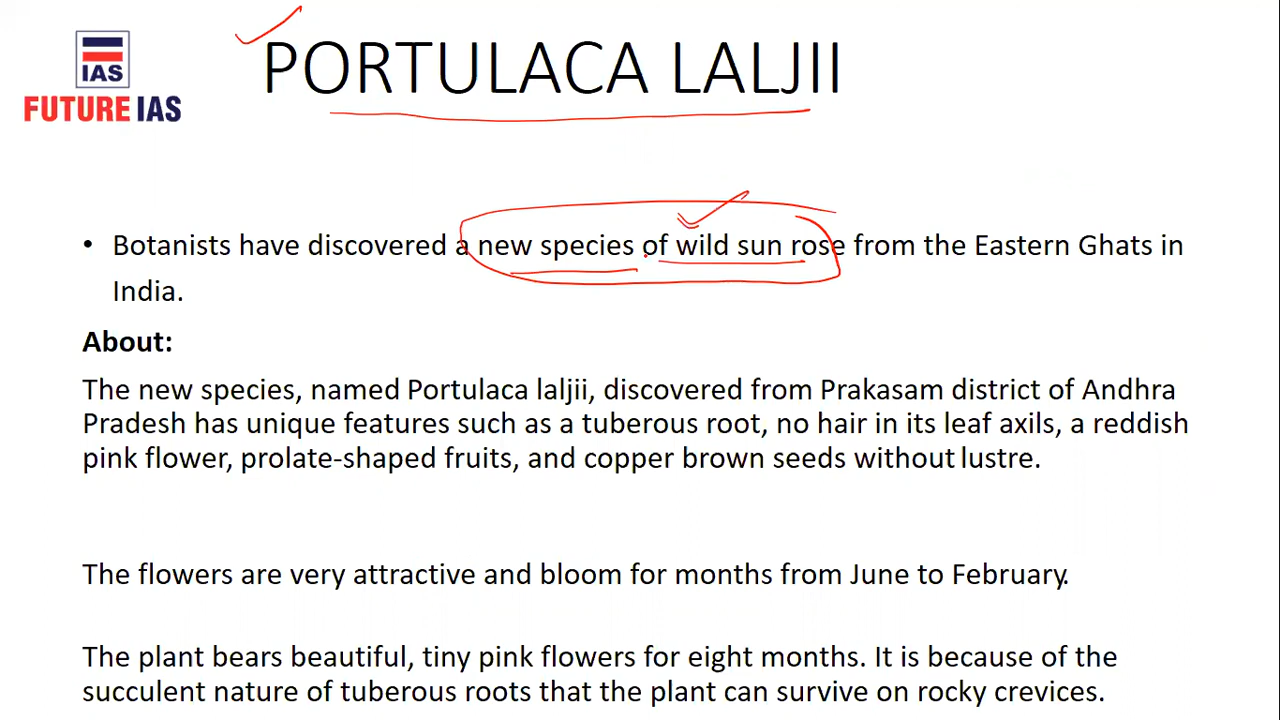 PORTULACA LALJII
IAS
FUTURE IAS
• Botanists have discovered a new species of wild sun rose from the Eastern Ghats in
India.
About:
The new species, named Portulaca laljii, discovered from Prakasam district of Andhra
Pradesh has unique features such as a tuberous root, no hair in its leaf axils, a reddish
pink flower, prolate-shaped fruits, and copper brown seeds without lustre.
The flowers are very attractive and bloom for months from June to February.
The plant bears beautiful, tiny pink flowers for eight months. It is because of the
succulent nature of tuberous roots that the plant can survive on rocky crevices.